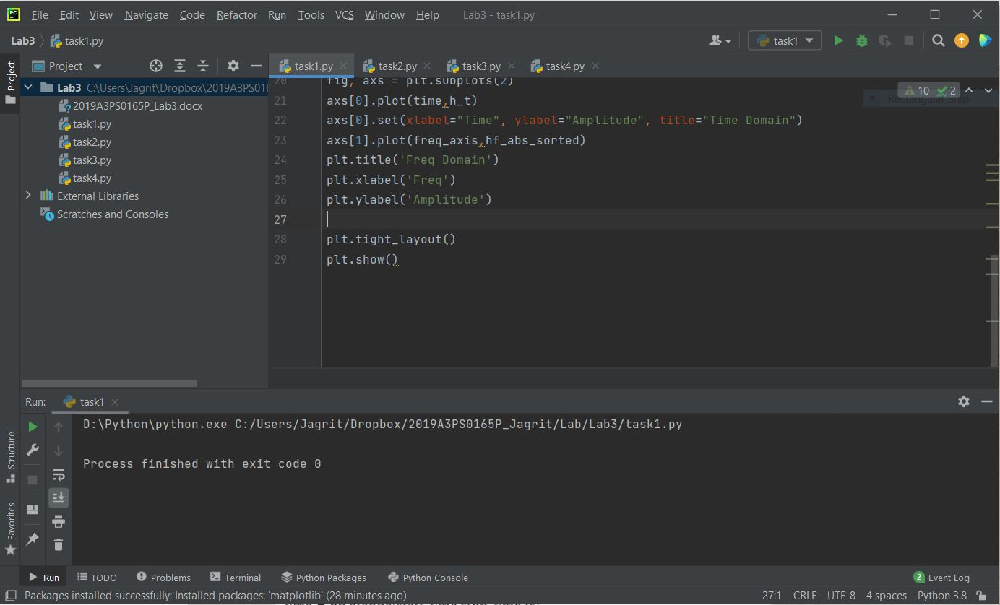 PC File Edit View Navigate Code Refactor Run Tools VCS Window Help Lab3 - task1.py
Lab3 task1.py task1
Project
Project task1.py task2.py task3.py task4.py
Lab3 C:\Users\Jagrit\Dropbox\2019A3PS016
2019A3PS0165P_Lab3.docx
task1.py
task2.py
task3.py
task4.py
External Libraries
Scratches and Consoles
20 fig, axs = plt.subplots(2)
10 2
Rectangular Snip
21 axs[0].plot(time,h_t)
22 axs[0].set(xlabel="Time", ylabel="Amplitude", title="Time Domain")
23 axs[1].plot(freq_axis,hf_abs_sorted)
24 plt.title('Freq Domain')
25 plt.xlabel('Freq')
26 plt.ylabel('Amplitude')
27
28 plt.tight_layout()
29 plt.show()
Run: task1
D:\Python\python.exe C:/Users/Jagrit/Dropbox/2019A3PS0165P_Jagrit/Lab/Lab3/task1.py
Process finished with exit code 0
Structure
Favorites
Run TODO Problems Terminal Python Packages Python Console 2 Event Log
Packages installed successfully: Installed packages: 'matplotlib' (28 minutes ago) 27:1 CRLF UTF-8 4 spaces Python 3.8